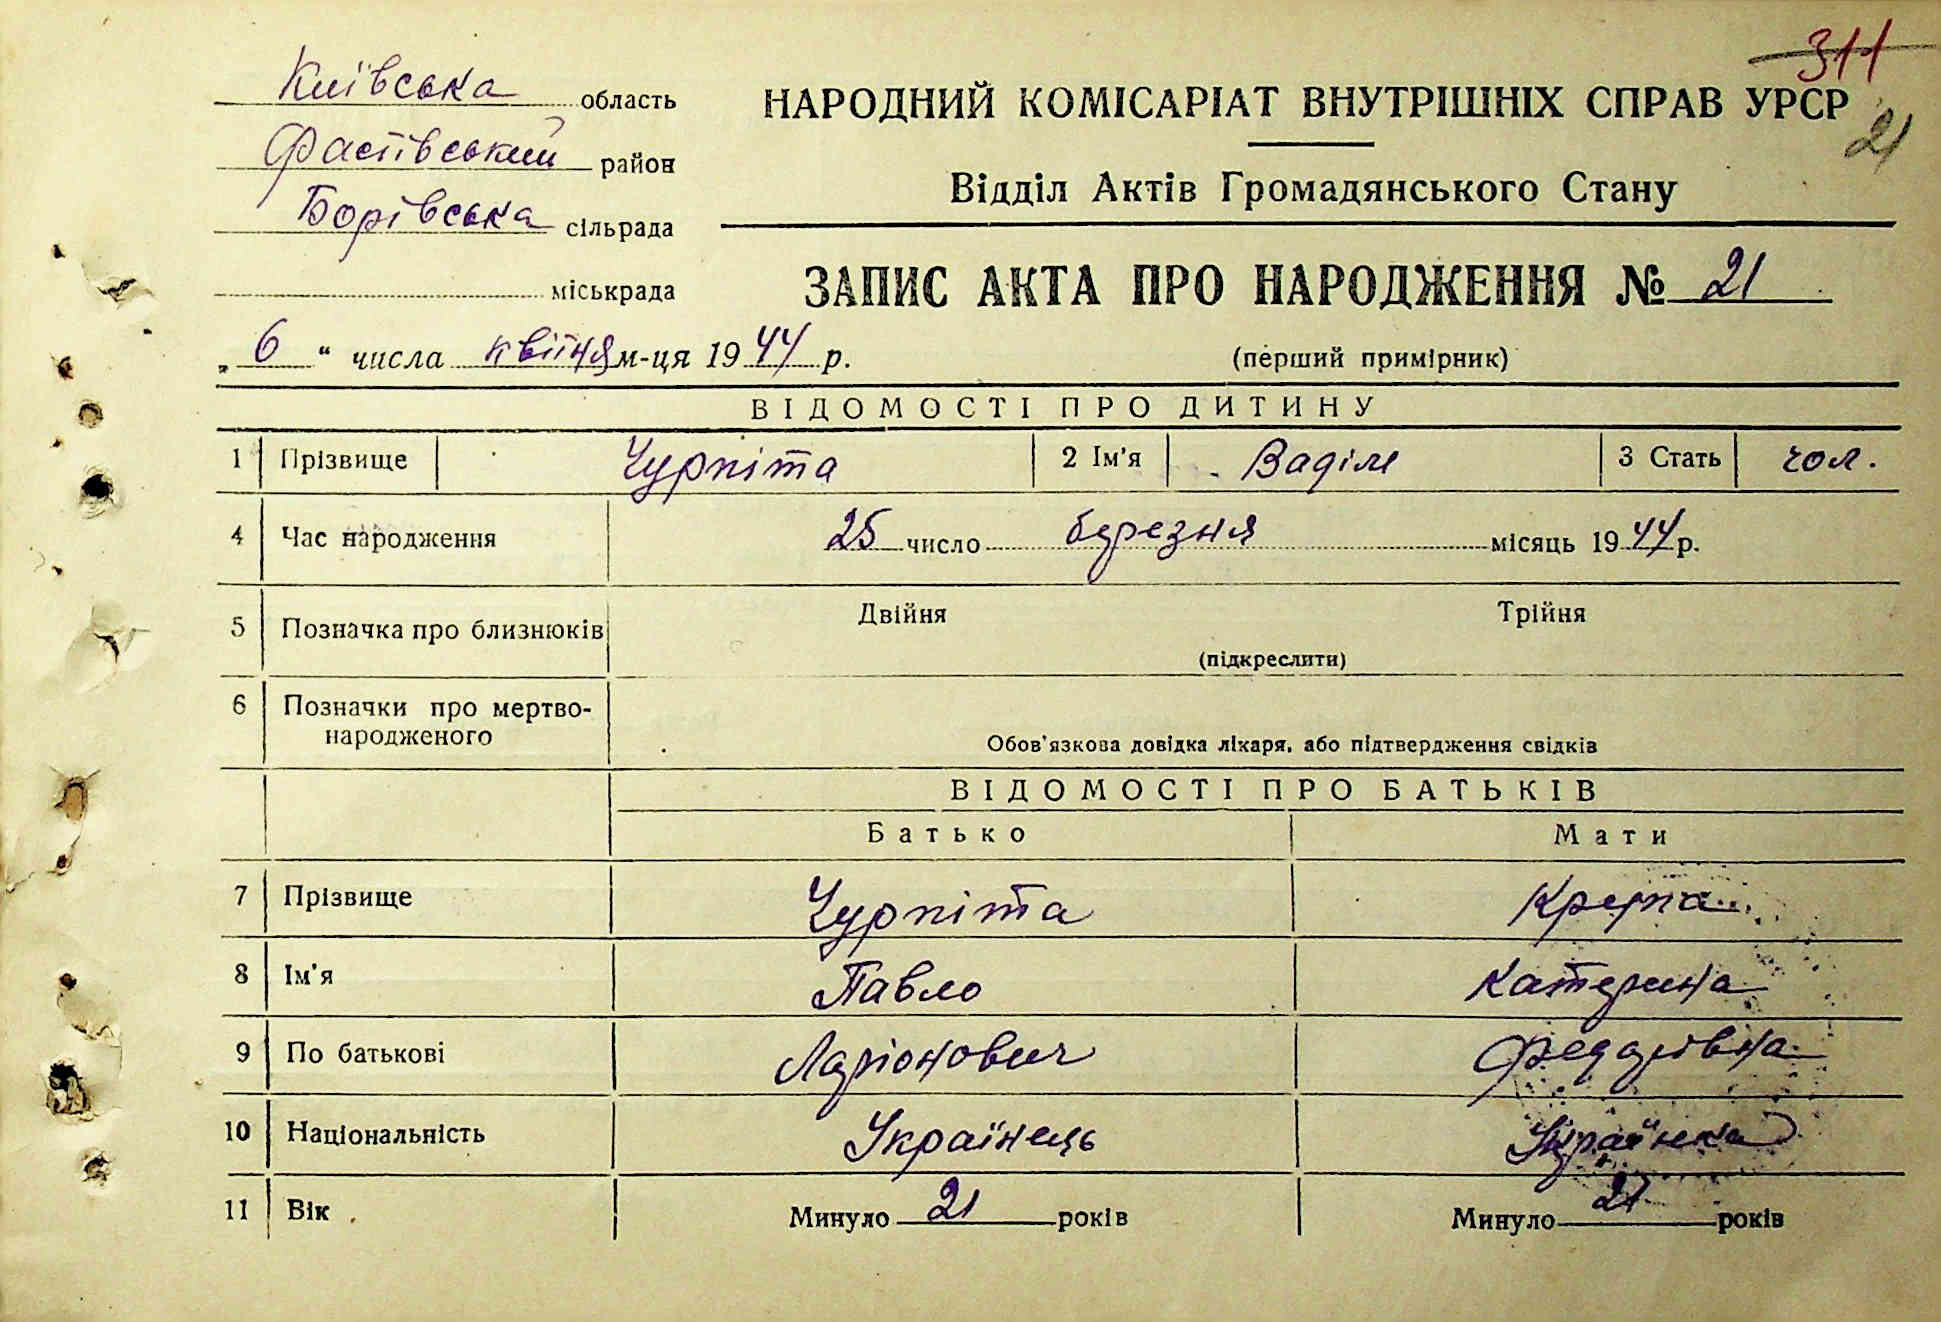 311
Київська область
НАРОДНИЙ КОМІСАРІАТ ВНУТРІШНІХ СПРАВ УРСР
21
Фастівський район
Відділ Актів Громадянського Стану
Борівська сільрада
міськрада
ЗАПИС АКТА ПРО НАРОДЖЕННЯ № 21
„ 6 “ числа квітня м-ця 1944 р.
(перший примірник)
ВІДОМОСТІ ПРО ДИТИНУ
1 Прізвище Чурпіта 2 Ім'я Вадім 3 Стать чол.
4 Час народження 25 число березня місяць 1944 р.
5 Позначка про близнюків Двійня Трійня
(підкреслити)
6 Позначки про мертво-
народженого
Обов'язкова довідка лікаря, або підтвердження свідків
ВІДОМОСТІ ПРО БАТЬКІВ
Батько Мати
7 Прізвище Чурпіта
8 Ім'я Павло Катерина
9 По батькові Ларіонович Федорівна
10 Національність Українець Українка
11 Вік Минуло 21 років Минуло 21 років